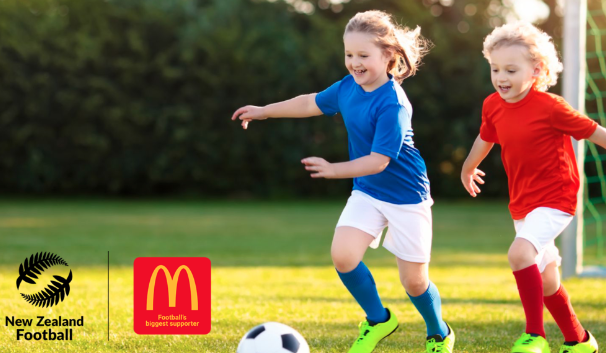 New Zealand
Football
Football's
biggest supporter